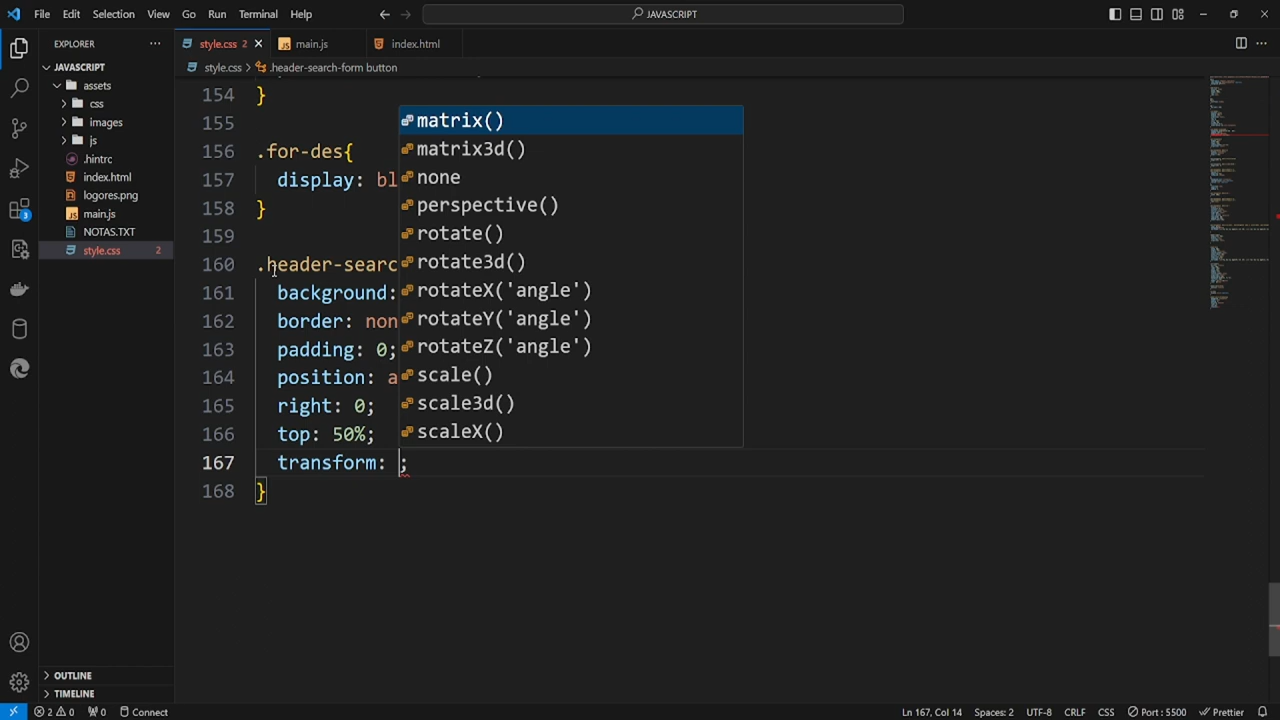 File Edit Selection View Go Run Terminal Help
JAVASCRIPT
EXPLORER
style.css 2
main.js
index.html
JAVASCRIPT
style.css > .header-search-form button
assets
css
images
js
.hintrc
index.html
logores.png
main.js
NOTAS.TXT
style.css 2
3
154 }
155
156 .for-des{
157 display: bl
158 }
159
160 .header-searc
161 background:
162 border: non
163 padding: 0;
164 position: a
165 right: 0;
166 top: 50%;
167 transform: ;
168 }
matrix()
matrix3d()
none
perspective()
rotate()
rotate3d()
rotateX('angle')
rotateY('angle')
rotateZ('angle')
scale()
scale3d()
scaleX()
OUTLINE
TIMELINE
2 0 0 Connect
Ln 167, Col 14 Spaces: 2 UTF-8 CRLF CSS Port : 5500 Prettier